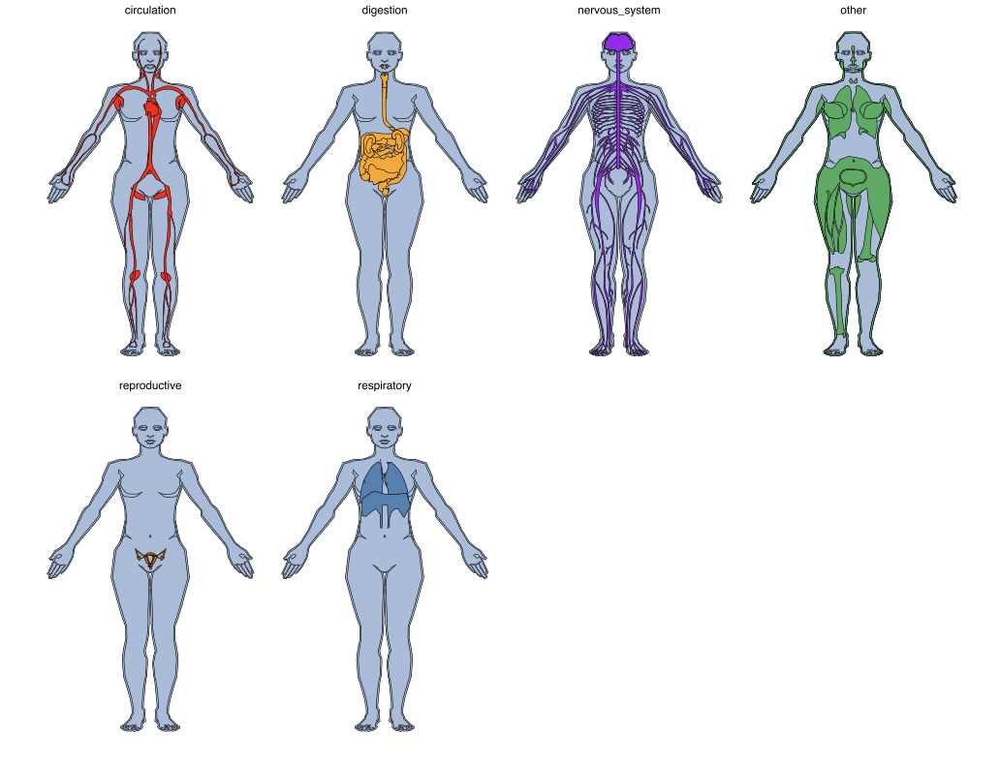 circulation
digestion
nervous_system
other
reproductive
respiratory